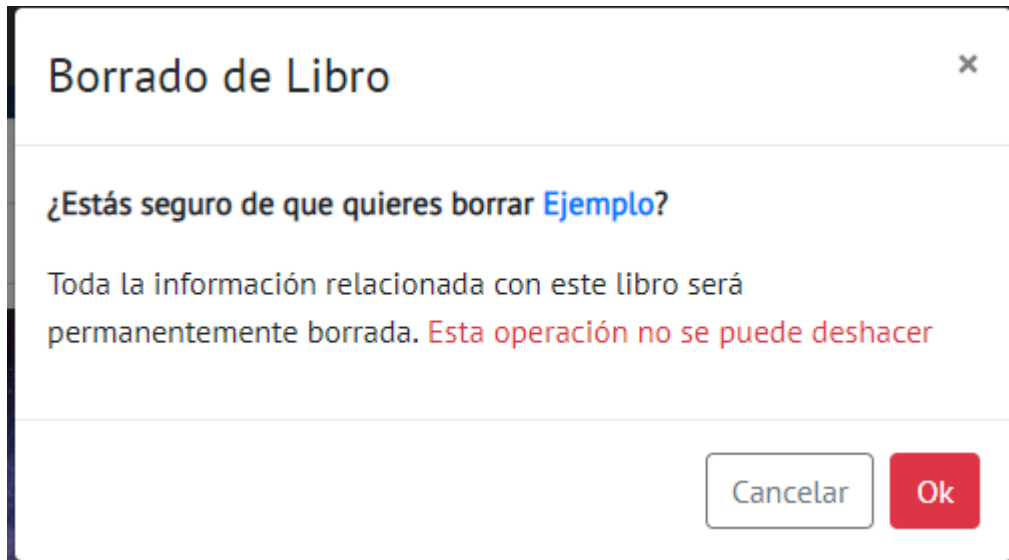 Borrado de Libro
×
¿Estás seguro de que quieres borrar Ejemplo?
Toda la información relacionada con este libro será
permanentemente borrada. Esta operación no se puede deshacer
Cancelar
Ok